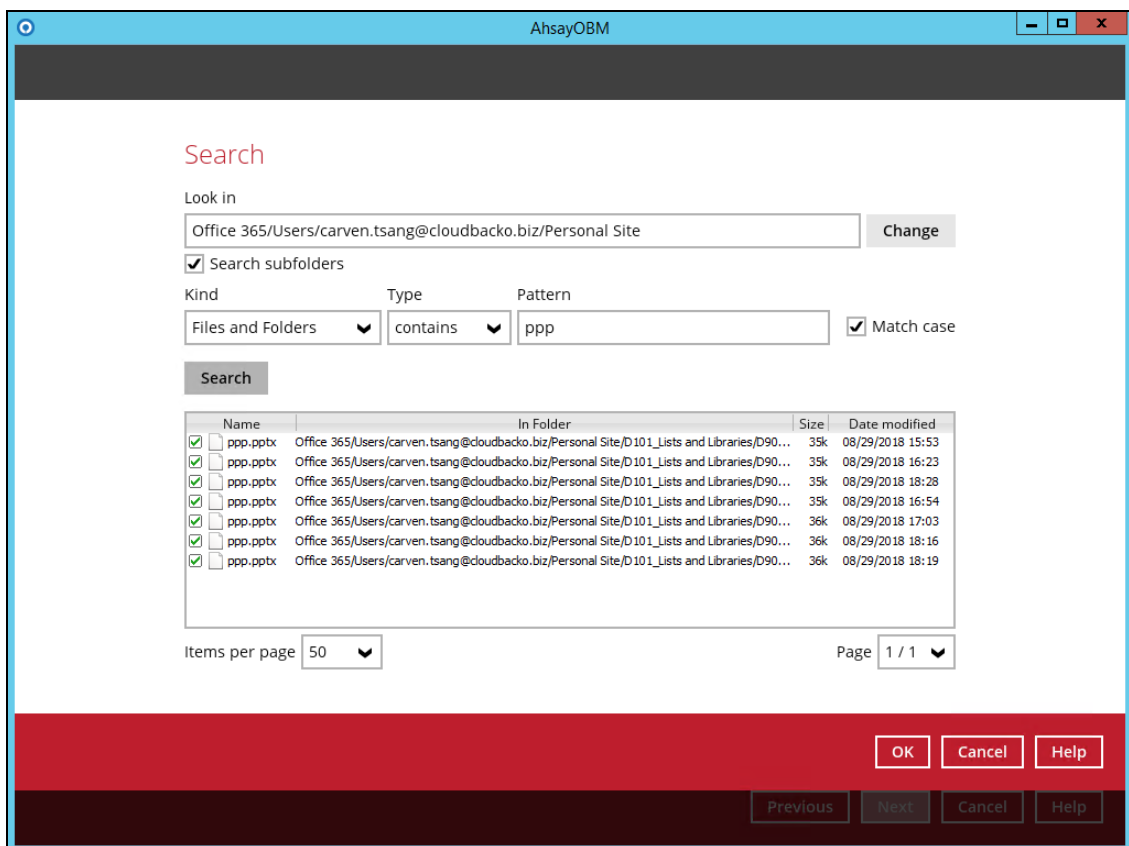 AhsayOBM
Search
Look in
Office 365/Users/carven.tsang@cloudbacko.biz/Personal Site Change
Search subfolders
Kind Type Pattern
Files and Folders contains ppp Match case
Search
Name In Folder Size Date modified
ppp.pptx Office 365/Users/carven.tsang@cloudbacko.biz/Personal Site/D101_Lists and Libraries/D90... 35k 08/29/2018 15:53
ppp.pptx Office 365/Users/carven.tsang@cloudbacko.biz/Personal Site/D101_Lists and Libraries/D90... 35k 08/29/2018 16:23
ppp.pptx Office 365/Users/carven.tsang@cloudbacko.biz/Personal Site/D101_Lists and Libraries/D90... 35k 08/29/2018 18:28
ppp.pptx Office 365/Users/carven.tsang@cloudbacko.biz/Personal Site/D101_Lists and Libraries/D90... 35k 08/29/2018 16:54
ppp.pptx Office 365/Users/carven.tsang@cloudbacko.biz/Personal Site/D101_Lists and Libraries/D90... 36k 08/29/2018 17:03
ppp.pptx Office 365/Users/carven.tsang@cloudbacko.biz/Personal Site/D101_Lists and Libraries/D90... 36k 08/29/2018 18:16
ppp.pptx Office 365/Users/carven.tsang@cloudbacko.biz/Personal Site/D101_Lists and Libraries/D90... 36k 08/29/2018 18:19
Items per page 50 Page 1 / 1
OK Cancel Help
Previous Next Cancel Help